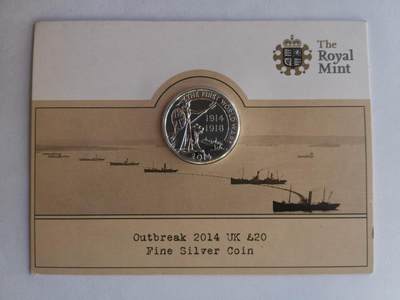 The
Royal
Mint
THE FIRST WORLD WAR
1914
1918
2014
Outbreak 2014 UK £20
Fine Silver Coin